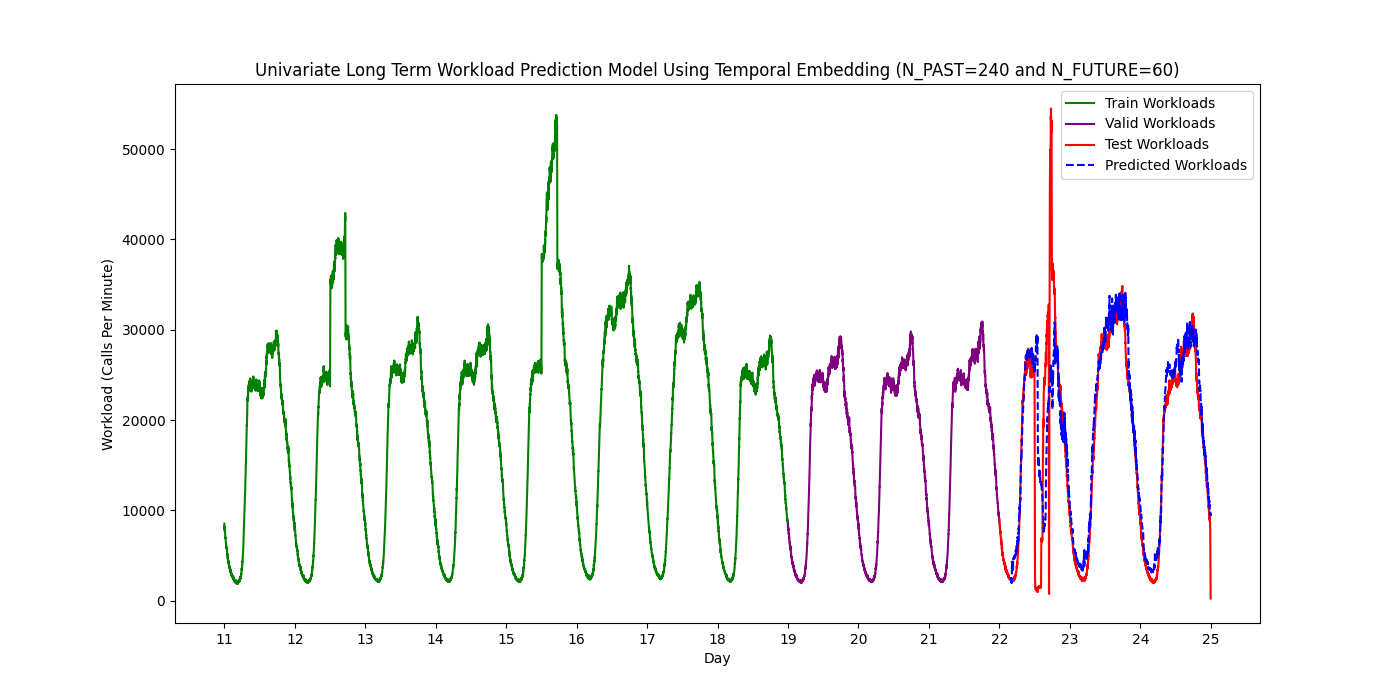 Univariate Long Term Workload Prediction Model Using Temporal Embedding (N_PAST=240 and N_FUTURE=60)
Train Workloads
Valid Workloads
Test Workloads
Predicted Workloads
Workload (Calls Per Minute)
50000
40000
30000
20000
10000
0
11 12 13 14 15 16 17 18 19 20 21 22 23 24 25
Day